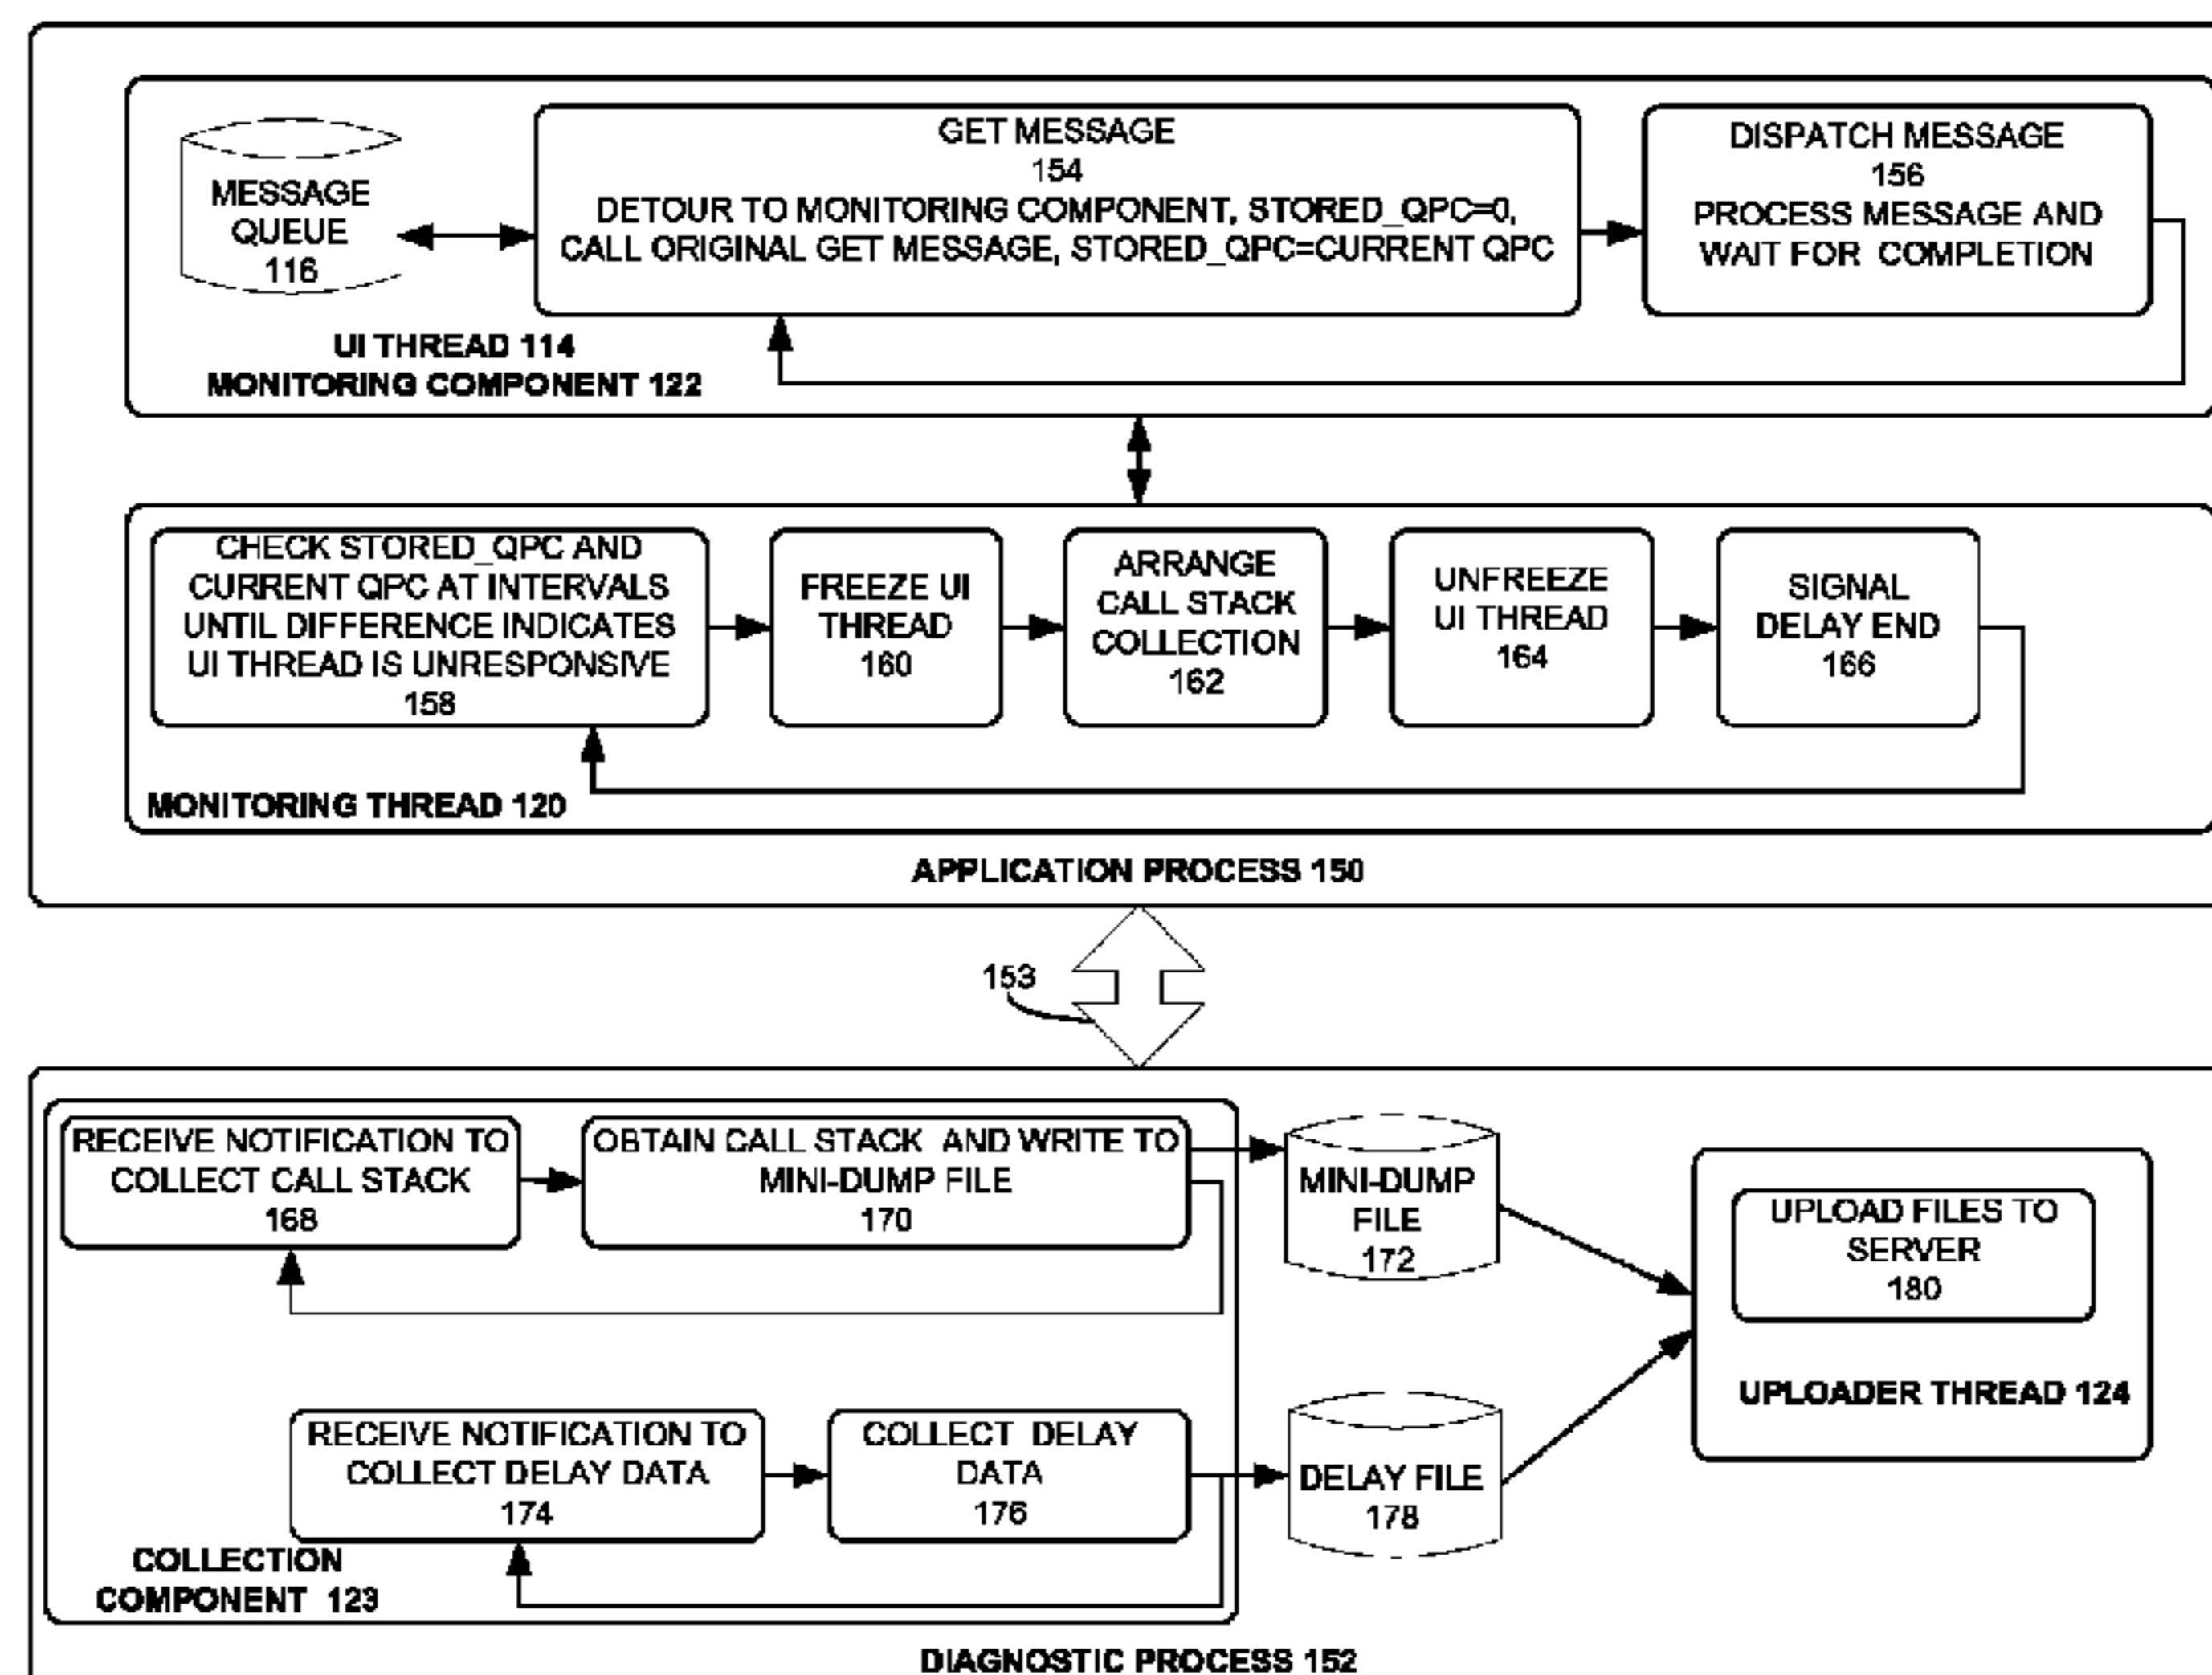 GET MESSAGE
154
DETOUR TO MONITORING COMPONENT, STORED_QPC=0,
CALL ORIGINAL GET MESSAGE, STORED_QPC=CURRENT QPC
DISPATCH MESSAGE
156
PROCESS MESSAGE AND
WAIT FOR COMPLETION
MESSAGE
QUEUE
116
UI THREAD 114
MONITORING COMPONENT 122
CHECK STORED_QPC AND
CURRENT QPC AT INTERVALS
UNTIL DIFFERENCE INDICATES
UI THREAD IS UNRESPONSIVE
158
FREEZE UI
THREAD
160
ARRANGE
CALL STACK
COLLECTION
162
UNFREEZE
UI THREAD
164
SIGNAL
DELAY END
166
MONITORING THREAD 120
APPLICATION PROCESS 150
153
RECEIVE NOTIFICATION TO
COLLECT CALL STACK
168
OBTAIN CALL STACK AND WRITE TO
MINI-DUMP FILE
170
MINI-DUMP
FILE
172
UPLOAD FILES TO
SERVER
180
UPLOADER THREAD 124
RECEIVE NOTIFICATION TO
COLLECT DELAY DATA
174
COLLECT DELAY
DATA
176
DELAY FILE
178
COLLECTION
COMPONENT 123
DIAGNOSTIC PROCESS 152